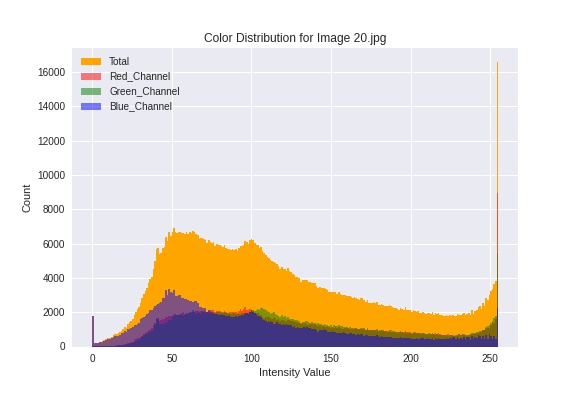 Color Distribution for Image 20.jpg
Total
Red_Channel
Green_Channel
Blue_Channel
16000
14000
12000
10000
8000
6000
4000
2000
0
Count
0 50 100 150 200 250
Intensity Value